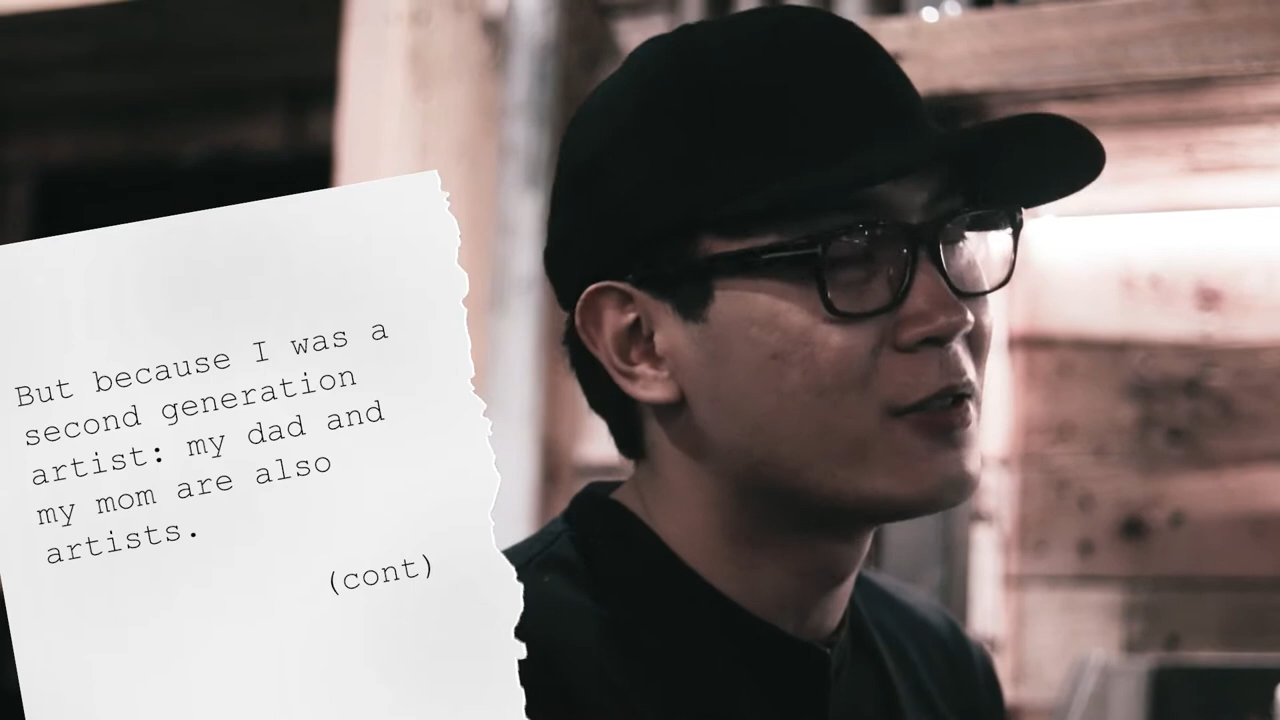 But because I was a
second generation
artist: my dad and
my mom are also
artists.
(cont)